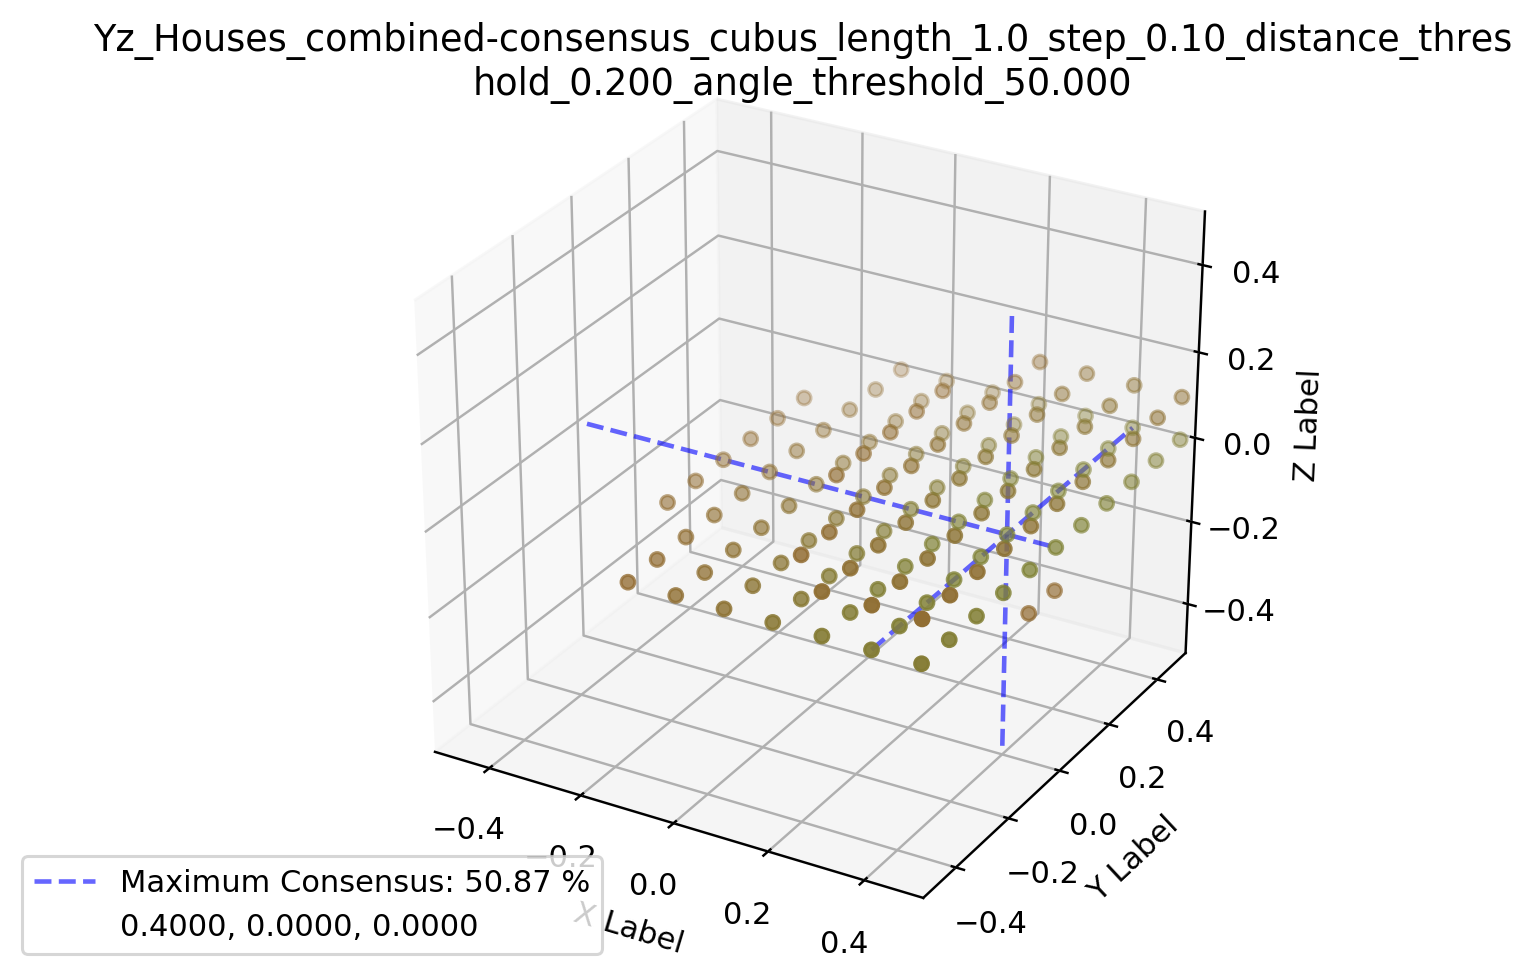 Yz_Houses_combined-consensus_cubus_length_1.0_step_0.10_distance_thres
hold_0.200_angle_threshold_50.000
0.4
0.2
0.0
−0.2
−0.4
Z Label
0.4
0.2
0.0
−0.2
−0.4
Y Label
−0.4
−0.2
0.0
0.2
0.4
X Label
Maximum Consensus: 50.87 %
0.4000, 0.0000, 0.0000